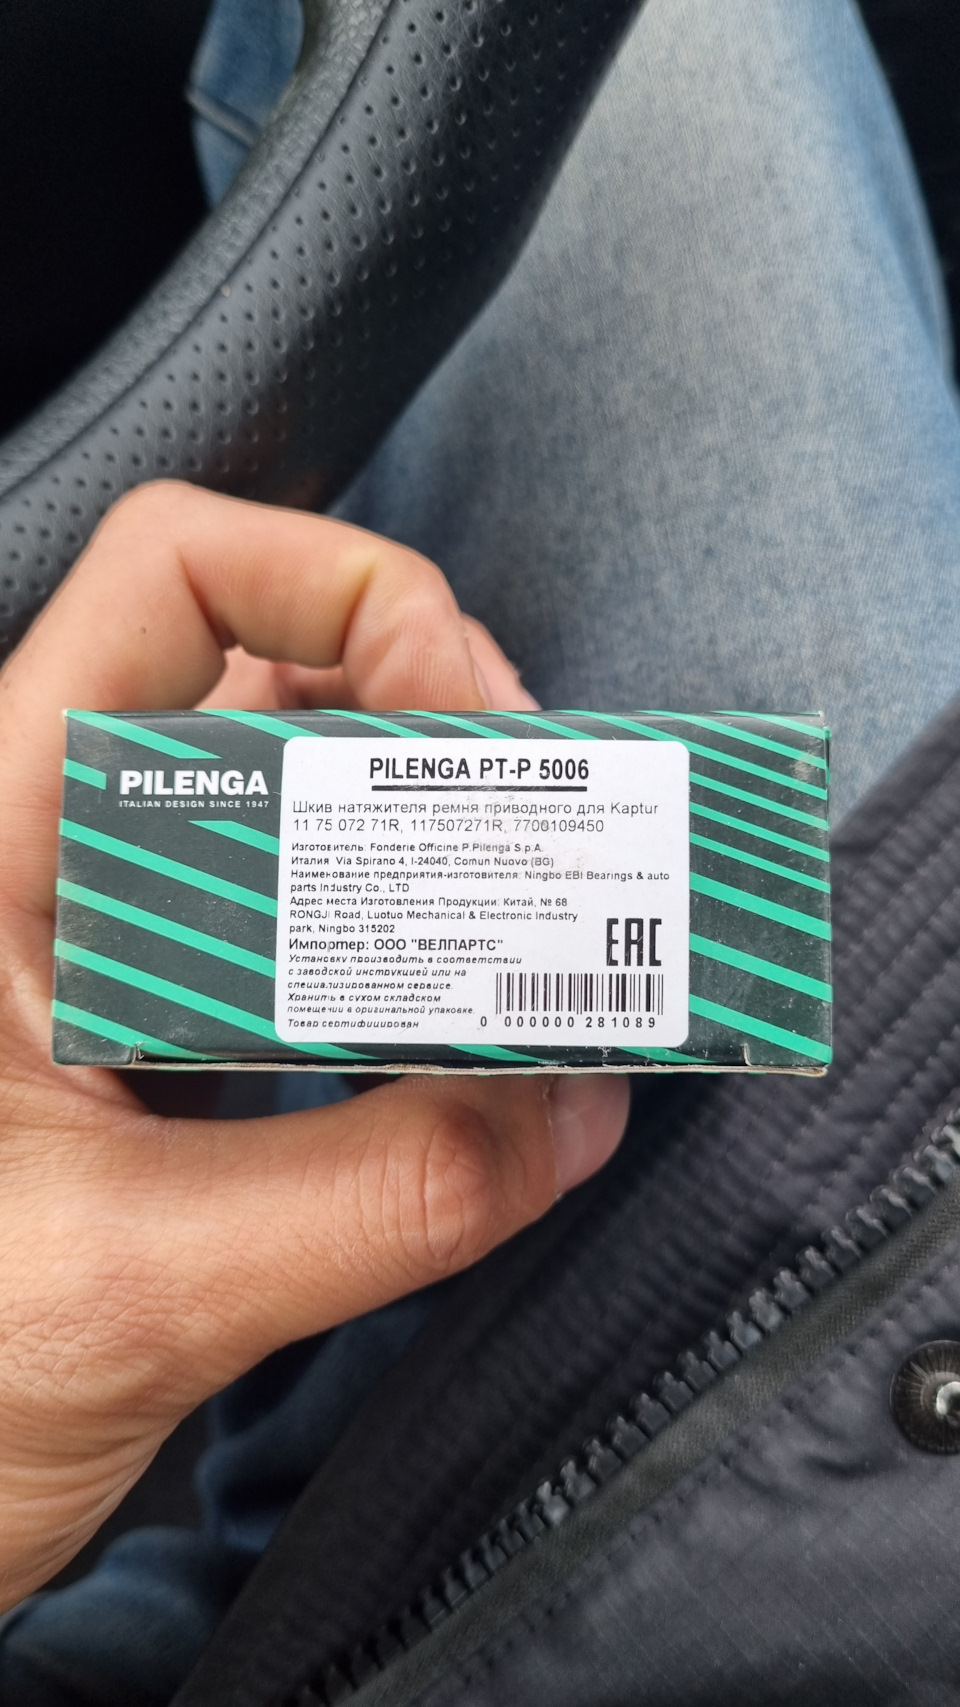 PILENGA
ITALIAN DESIGN SINCE 1947
PILENGA PT-P 5006
Шкив натяжителя ремня приводного для Kaptur
11 75 072 71R, 117507271R, 7700109450
Изготовитель: Fonderie Officine P.Pilenga S.p.A.
Италия Via Spirano 4, I-24040, Comun Nuovo (BG)
Наименование предприятия-изготовителя: Ningbo EBI Bearings & auto
parts Industry Co., LTD
Адрес места Изготовления Продукции: Китай, № 68
RONGJI Road, Luotuo Mechanical & Electronic Industry
park, Ningbo 315202
Импортер: ООО "ВЕЛПАРТС"
Установку производить в соответствии
с заводской инструкцией или на
специализированном сервисе.
Хранить в сухом складском
помещении в оригинальной упаковке.
Товар сертифицирован
EAC
0 000000 281089